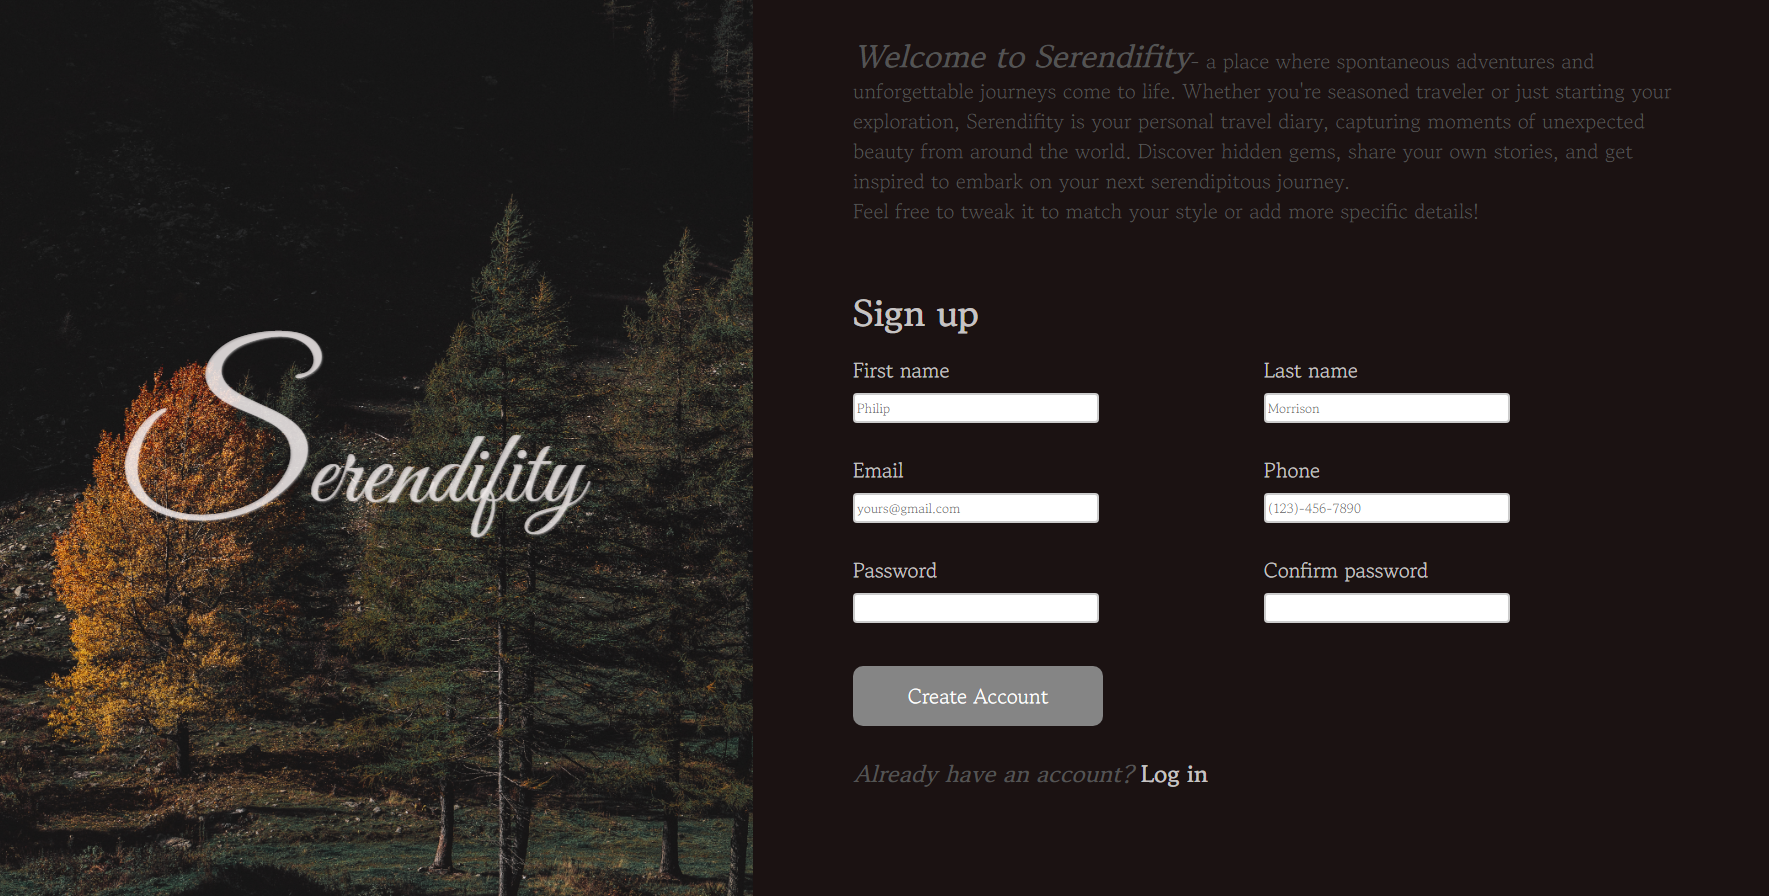 Serendifity
Welcome to Serendifity- a place where spontaneous adventures and
unforgettable journeys come to life. Whether you're seasoned traveler or just starting your
exploration, Serendifity is your personal travel diary, capturing moments of unexpected
beauty from around the world. Discover hidden gems, share your own stories, and get
inspired to embark on your next serendipitous journey.
Feel free to tweak it to match your style or add more specific details!
Sign up
First name
Last name
Philip
Morrison
Email
Phone
yours@gmail.com
(123)-456-7890
Password
Confirm password
Create Account
Already have an account? Log in